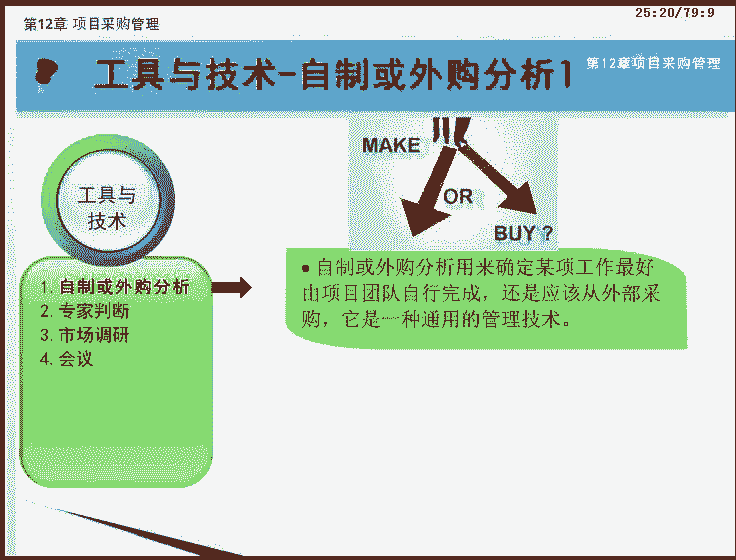 25:20/79:9
第12章 项目采购管理
工具与技术-自制或外购分析1
第12章项目采购管理
MAKE
OR
BUY ?
工具与
技术
1. 自制或外购分析
2. 专家判断
3. 市场调研
4. 会议
● 自制或外购分析用来确定某项工作最好
由项目团队自行完成，还是应该从外部采
购，它是一种通用的管理技术。